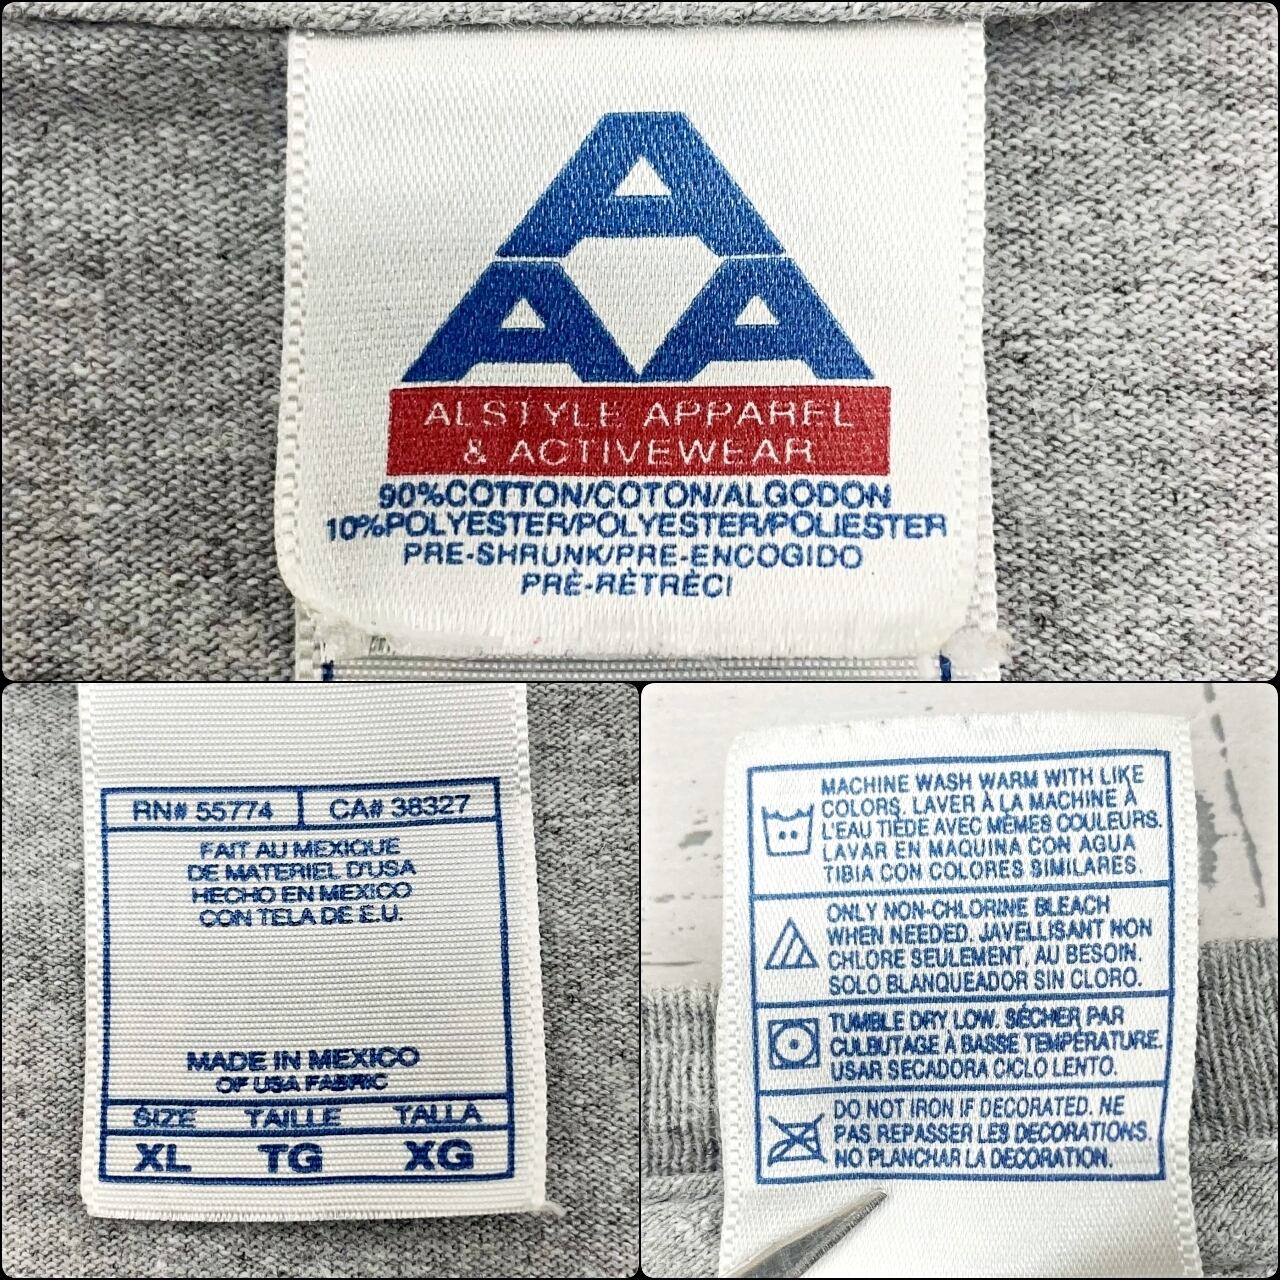 A
A A
ALSTYLE APPAREL
& ACTIVEWEAR
90%COTTON/COTON/ALGODON
10%POLYESTER/POLYESTER/POLIESTER
PRE-SHRUNK/PRE-ENCOGIDO
PRÈ-RÈTRÈCI
RN# 55774 CA# 38327
FAIT AU MEXIQUE
DE MATERIEL D'USA
HECHO EN MEXICO
CON TELA DE E.U.
MADE IN MEXICO
OF USA FABRIC
SIZE TAILLE TALLA
XL TG XG
MACHINE WASH WARM WITH LIKE
COLORS, LAVER À LA MACHINE À
L'EAU TIÈDE AVEC MÊMES COULEURS.
LAVAR EN MAQUINA CON AGUA
TIBIA CON COLORES SIMILARES.
ONLY NON-CHLORINE BLEACH
WHEN NEEDED. JAVELLISANT NON
CHLORE SEULEMENT, AU BESOIN.
SOLO BLANQUEADOR SIN CLORO.
TUMBLE DRY, LOW. SÉCHER PAR
CULBUTAGE À BASSE TEMPÉRATURE.
USAR SECADORA CICLO LENTO.
DO NOT IRON IF DECORATED. NE
PAS REPASSER LES DECORATIONS.
NO PLANCHAR LA DECORATION.